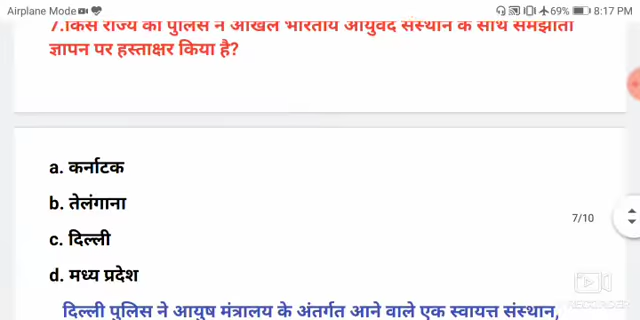 Airplane Mode 69% 8:17 PM
7.किस राज्य की पुलिस ने अखिल भारतीय आयुर्वेद संस्थान के साथ समझौता
ज्ञापन पर हस्ताक्षर किया है?
a. कर्नाटक
b. तेलंगाना
7/10
c. दिल्ली
d. मध्य प्रदेश
दिल्ली पुलिस ने आयुष मंत्रालय के अंतर्गत आने वाले एक स्वायत्त संस्थान,